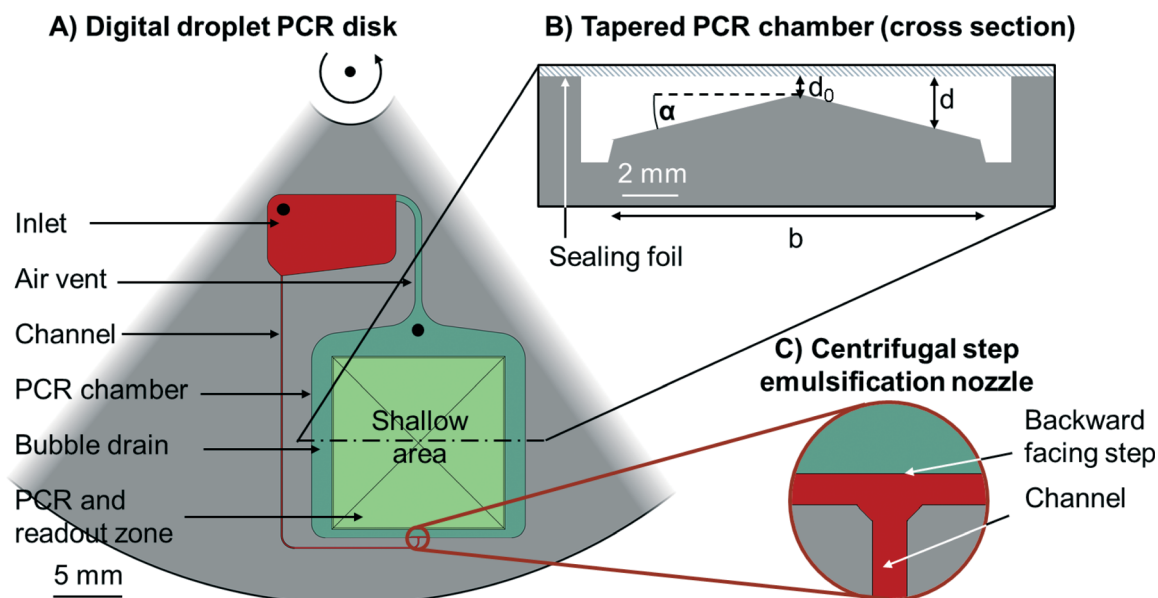 A) Digital droplet PCR disk
Inlet
Air vent
Channel
PCR chamber
Bubble drain
PCR and
readout zone
Shallow
area
5 mm
B) Tapered PCR chamber (cross section)
d₀
d
α
2 mm
b
Sealing foil
C) Centrifugal step
emulsification nozzle
Backward
facing step
Channel